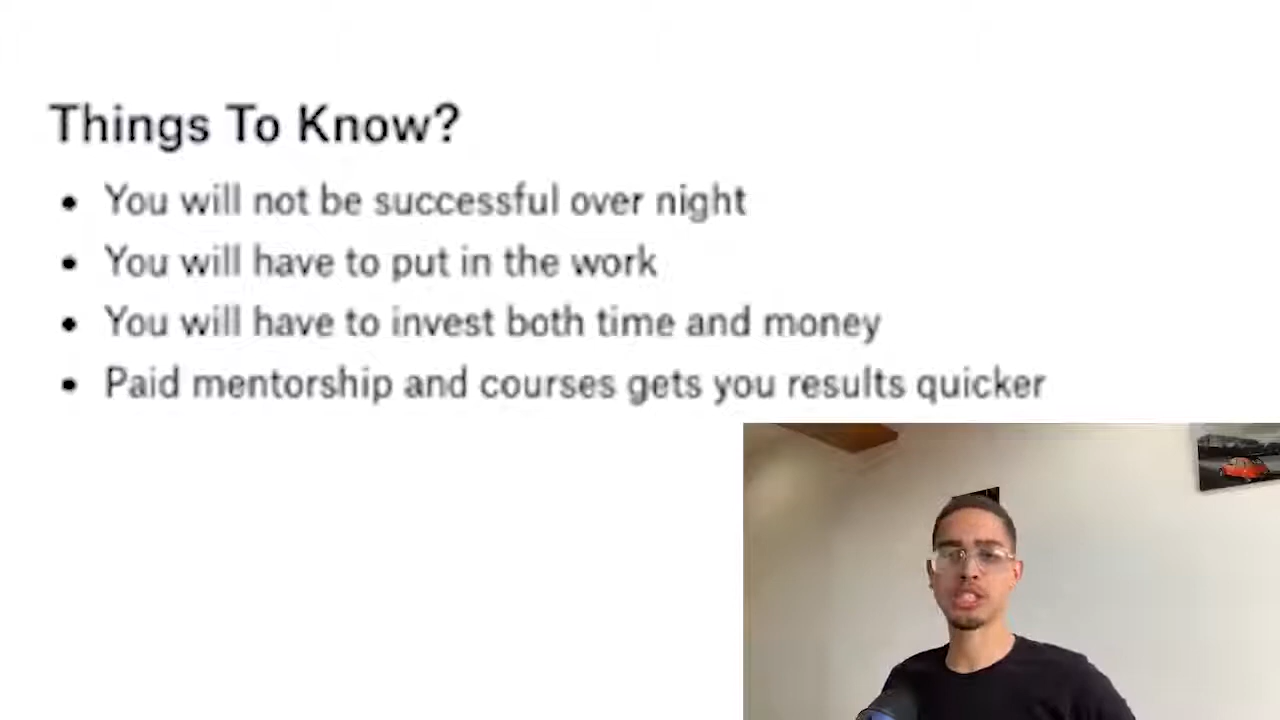 Things To Know?
You will not be successful over night
You will have to put in the work
You will have to invest both time and money
Paid mentorship and courses gets you results quicker